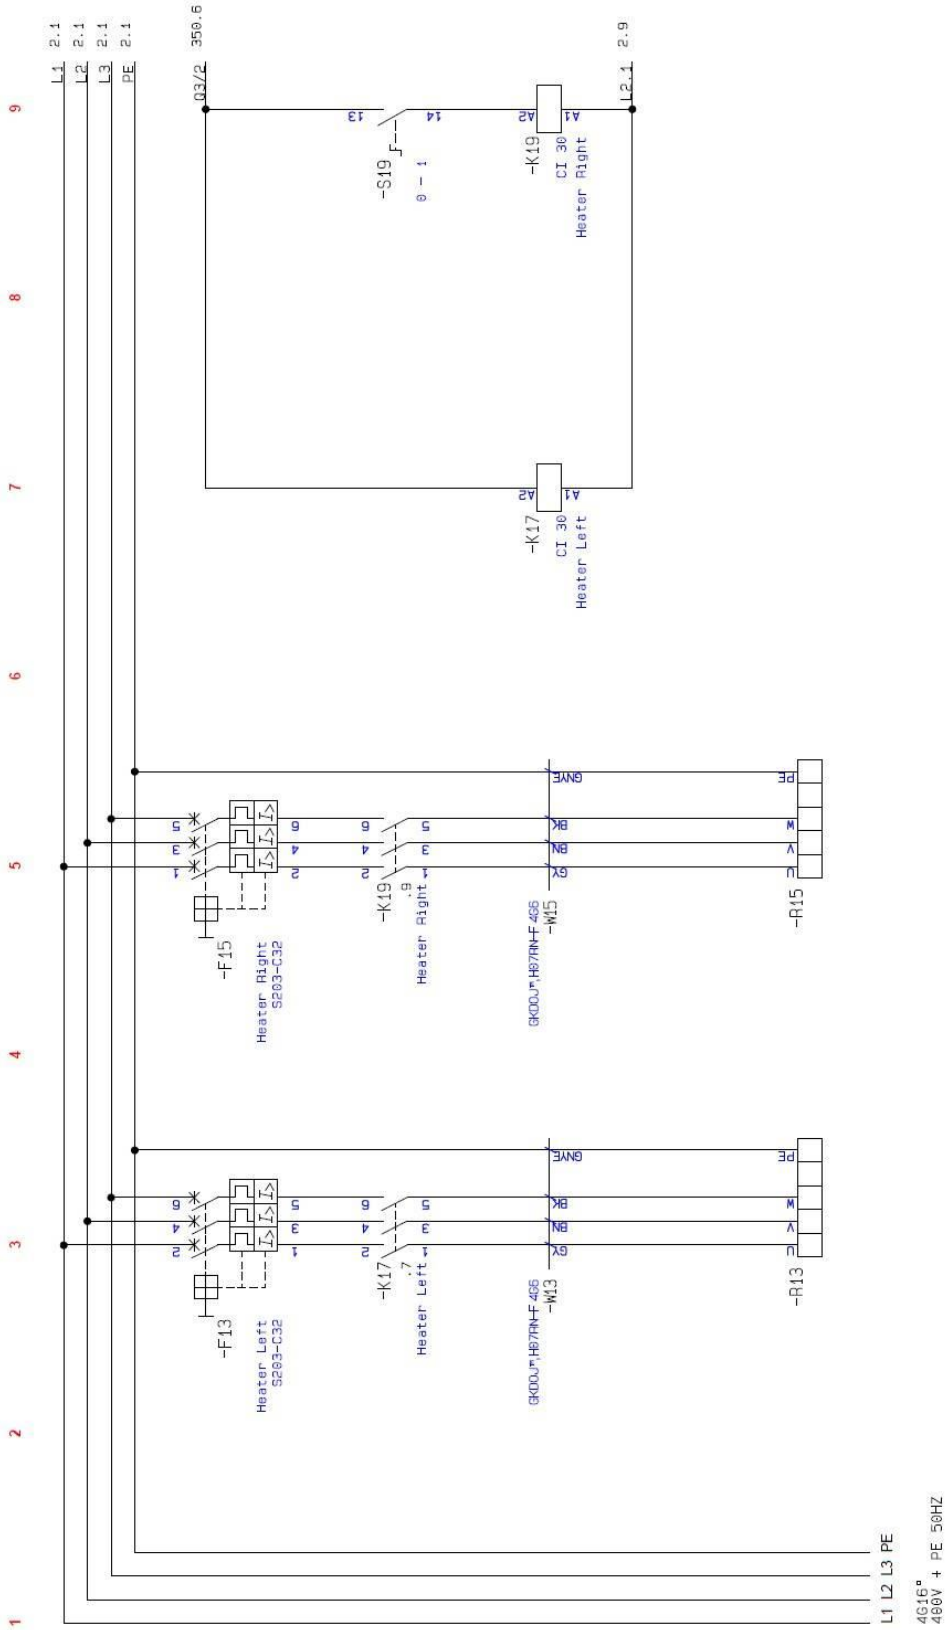 1
2
3
4
5
6
7
8
9
L1 2.1
L2 2.1
L3 2.1
PE 2.1
Q3/2 350.6
L2.1 2.9
-F13
Heater Left
S203-C32
2 4 6
1 3 5
-K17
.7
Heater Left
2 4 6
1 3 5
4G6
-W13
GY BN BK GNYE
-R13
U V W PE
-F15
Heater Right
S203-C32
1 3 5
2 4 6
-K19
.9
Heater Right
2 4 6
1 3 5
4G6
-W15
GY BN BK GNYE
-R15
U V W PE
-K17
A2
A1
CI 30
Heater Left
-S19
13
14
0 - 1
-K19
A2
A1
CI 30
Heater Right
L1 L2 L3 PE
4G16°
400V + PE 50HZ